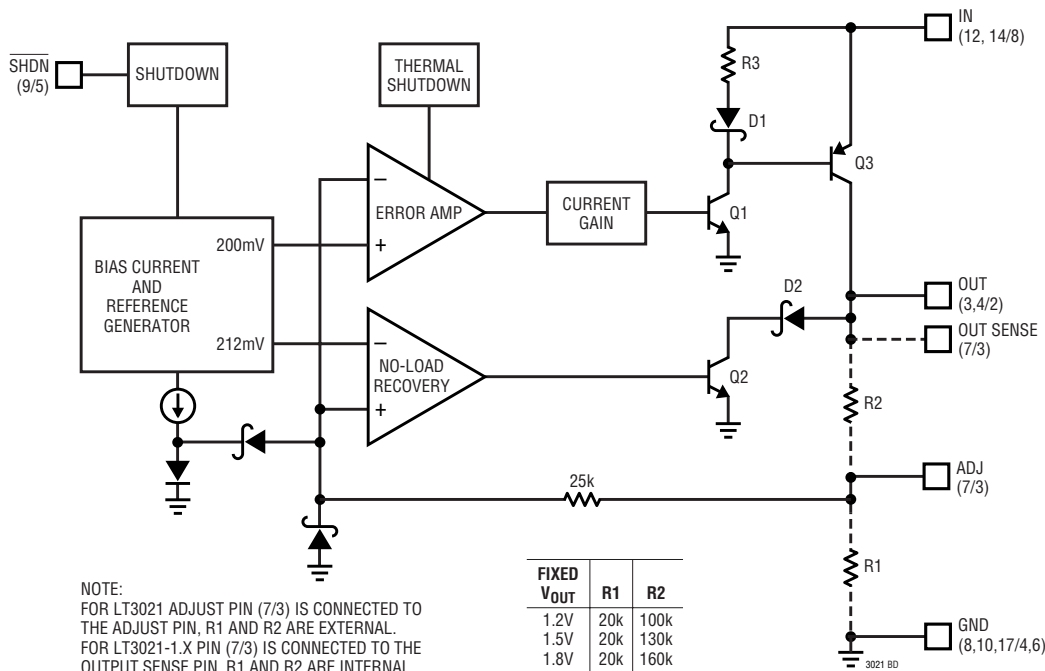 SHDN
(9/5)
SHUTDOWN
THERMAL
SHUTDOWN
R3
D1
IN
(12, 14/8)
Q3
ERROR AMP
–
+
CURRENT
GAIN
Q1
BIAS CURRENT
AND
REFERENCE
GENERATOR
200mV
212mV
–
+
NO-LOAD
RECOVERY
Q2
D2
OUT
(3,4/2)
OUT SENSE
(7/3)
R2
ADJ
(7/3)
25k
R1
GND
(8,10,17/4,6)
3021 BD
NOTE:
FOR LT3021 ADJUST PIN (7/3) IS CONNECTED TO
THE ADJUST PIN, R1 AND R2 ARE EXTERNAL.
FOR LT3021-1.X PIN (7/3) IS CONNECTED TO THE
OUTPUT SENSE PIN, R1 AND R2 ARE INTERNAL
FIXED
VOUT R1 R2
1.2V 20k 100k
1.5V 20k 130k
1.8V 20k 160k